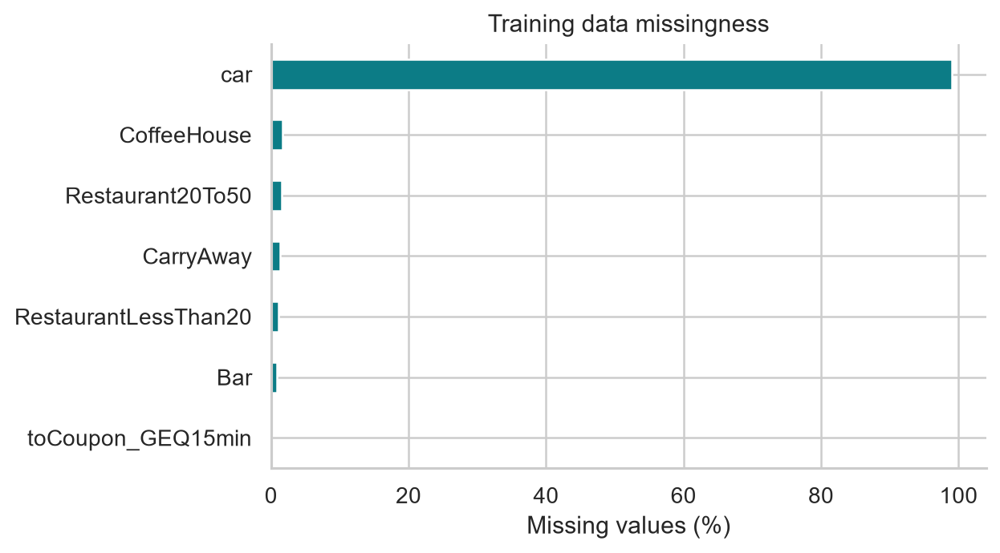 Training data missingness
car
CoffeeHouse
Restaurant20To50
CarryAway
RestaurantLessThan20
Bar
toCoupon_GEQ15min
0 20 40 60 80 100
Missing values (%)